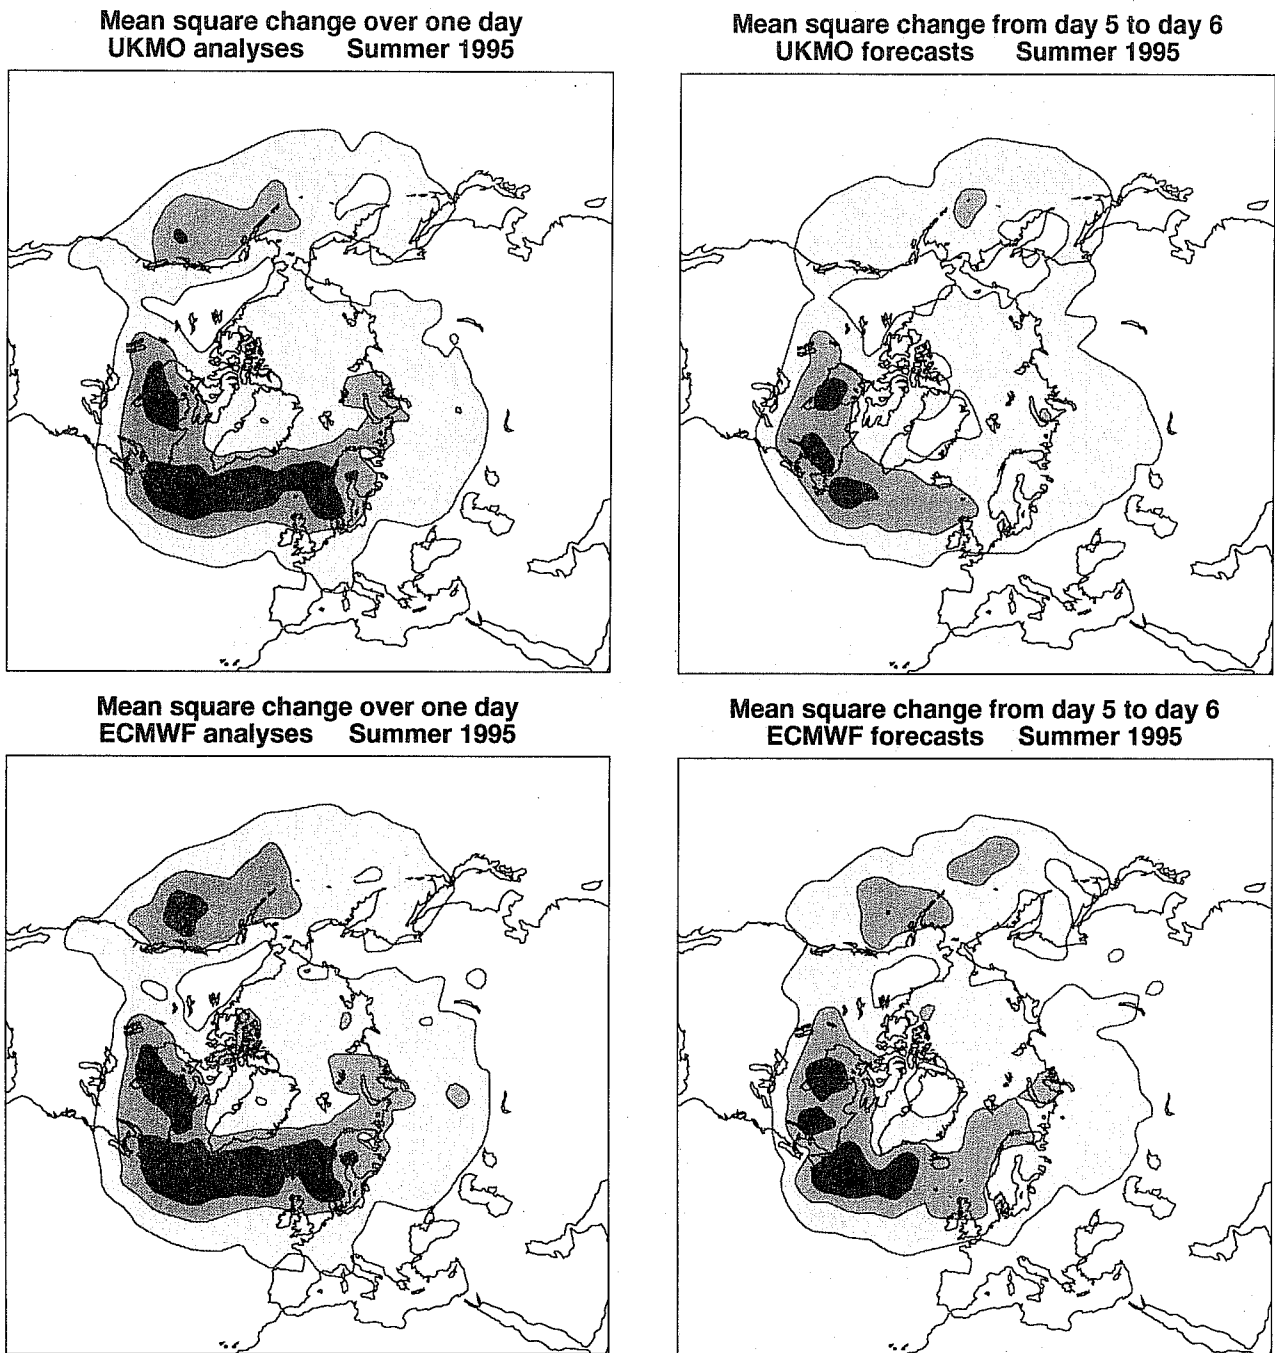 Mean square change over one day
UKMO analyses Summer 1995
Mean square change from day 5 to day 6
UKMO forecasts Summer 1995
Mean square change over one day
ECMWF analyses Summer 1995
Mean square change from day 5 to day 6
ECMWF forecasts Summer 1995